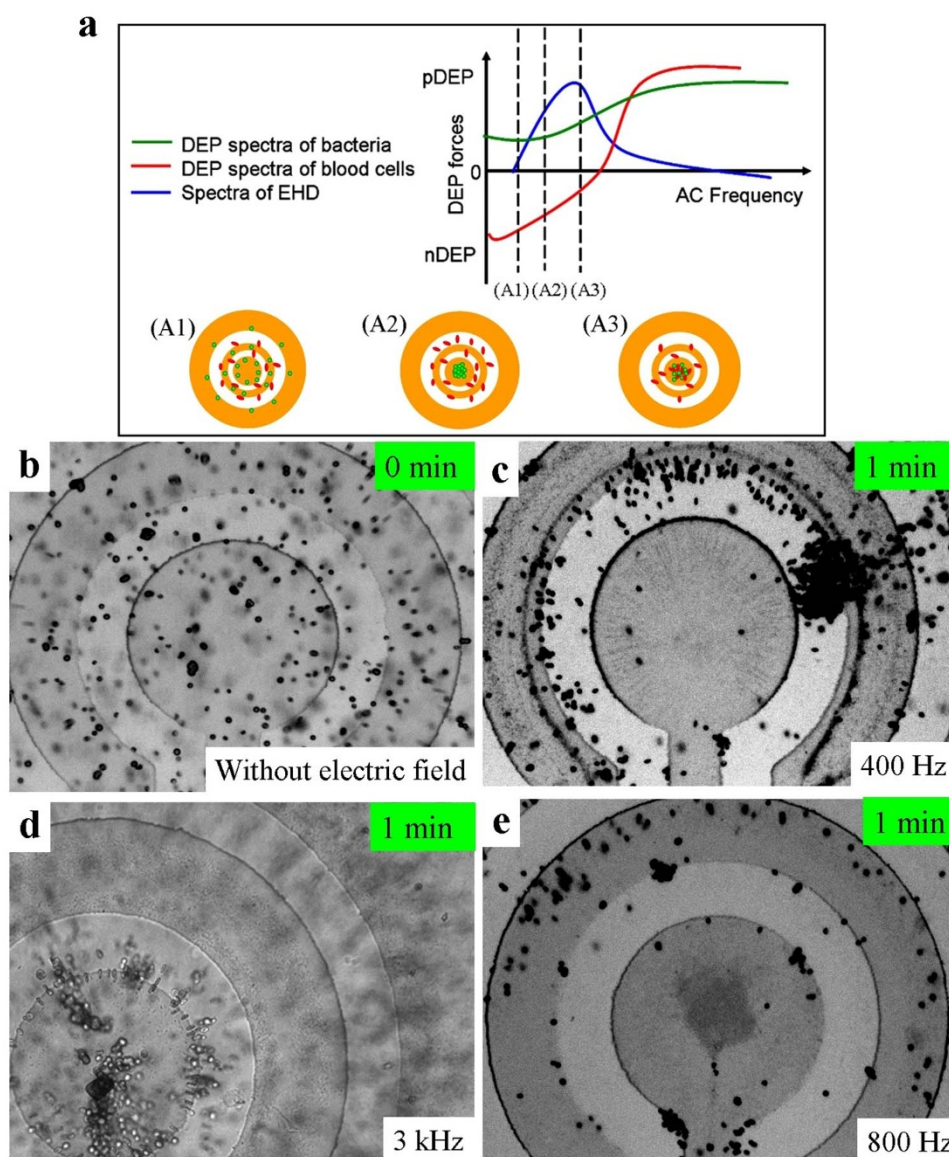 a
pDEP
DEP spectra of bacteria
DEP spectra of blood cells
Spectra of EHD
DEP forces
0
AC Frequency
nDEP
(A1) (A2) (A3)
(A1)
(A2)
(A3)
b
0 min
Without electric field
c
1 min
400 Hz
d
1 min
3 kHz
e
1 min
800 Hz